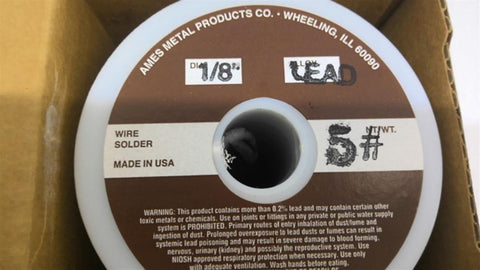 AMES METAL PRODUCTS CO. • WHEELING, ILL 60090
1/8"
LEAD
WIRE
SOLDER
MADE IN USA
NT./WT.
5#
WARNING: This product contains more than 0.2% lead and may contain certain other
toxic metals or chemicals. Use on joints or fittings in any private or public water supply
system is PROHIBITED. Primary routes of entry inhalation of dust/fume and
ingestion of dust. Prolonged overexposure to lead dusts or fumes can result in
systemic lead poisoning and may result in severe damage to blood forming,
nervous, urinary (kidney) and possibly the reproductive system. Use
NIOSH approved respiratory protection when necessary. Use only
with adequate ventilation. Wash hands before eating.